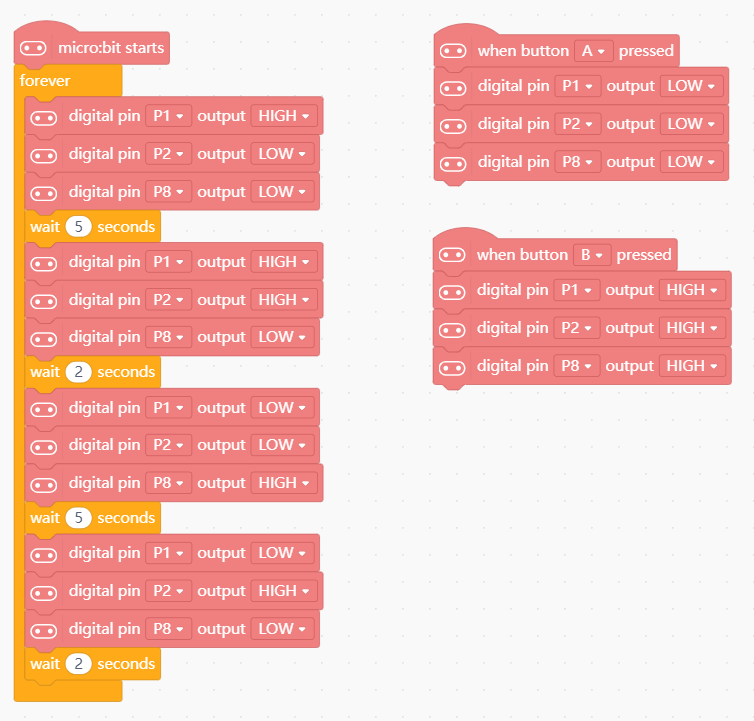 micro:bit starts
forever
digital pin P1 output HIGH
digital pin P2 output LOW
digital pin P8 output LOW
wait 5 seconds
digital pin P1 output HIGH
digital pin P2 output HIGH
digital pin P8 output LOW
wait 2 seconds
digital pin P1 output LOW
digital pin P2 output LOW
digital pin P8 output HIGH
wait 5 seconds
digital pin P1 output LOW
digital pin P2 output HIGH
digital pin P8 output LOW
wait 2 seconds
when button A pressed
digital pin P1 output LOW
digital pin P2 output LOW
digital pin P8 output LOW
when button B pressed
digital pin P1 output HIGH
digital pin P2 output HIGH
digital pin P8 output HIGH